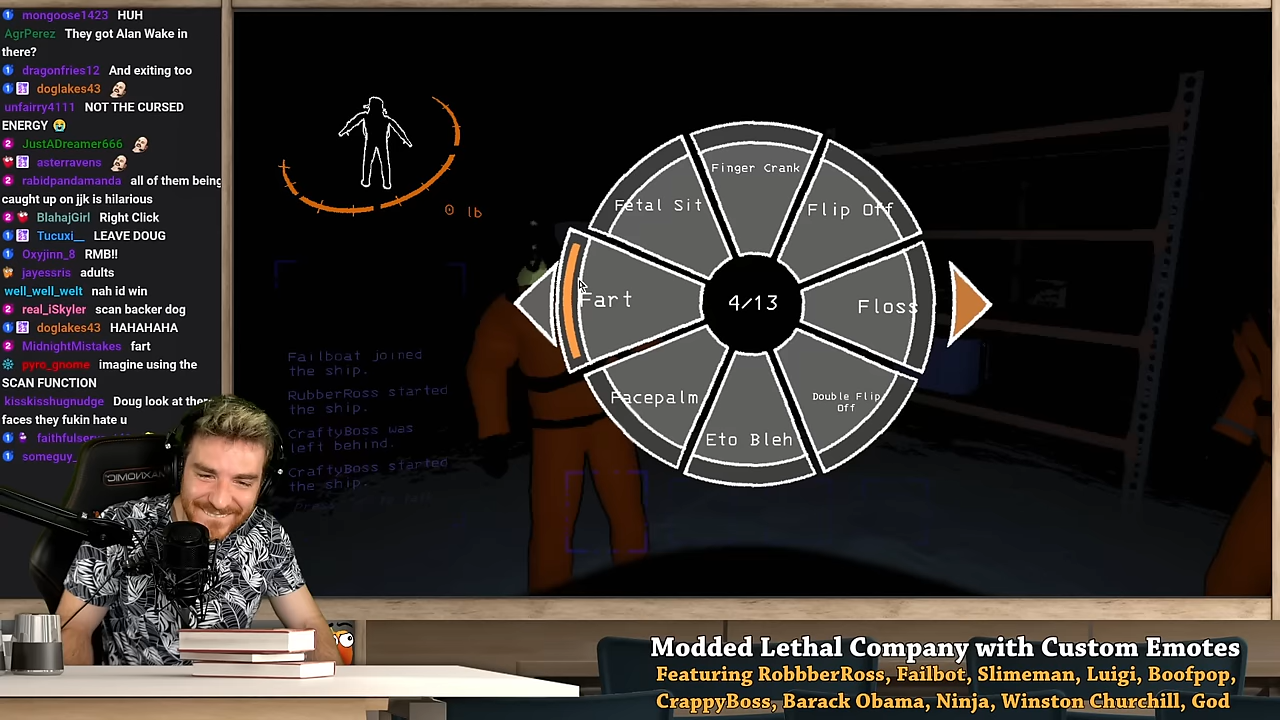 mongoose1423 HUH
AgrPerez They got Alan Wake in
there?
dragonfries12 And exiting too
doglakes43
unfairry4111 NOT THE CURSED
ENERGY
JustADreamer666
asterravens
rabidpandamanda all of them being
caught up on jjk is hilarious
BlahajGirl Right Click
Tucuxi__ LEAVE DOUG
Oxyjinn_8 RMB!!
jayessris adults
well_well_welt nah id win
real_iSkyler scan backer dog
doglakes43 HAHAHAHA
MidnightMistakes fart
pyro_gnome imagine using the
SCAN FUNCTION
kisskisshugnudge Doug look at
faces they fukin hate u
someguy_
0 lb
Finger Crank
Fetal Sit
Flip Off
Fart
4/13
Floss
Facepalm
Double Flip
Off
Eto Bleh
Failboat joined
the ship.
RubberRoss started
the ship.
CraftyBoss was
left behind.
CraftyBoss started
the ship.
Modded Lethal Company with Custom Emotes
Featuring RobbberRoss, Failbot, Slimeman, Luigi, Boofpop,
CrappyBoss, Barack Obama, Ninja, Winston Churchill, God